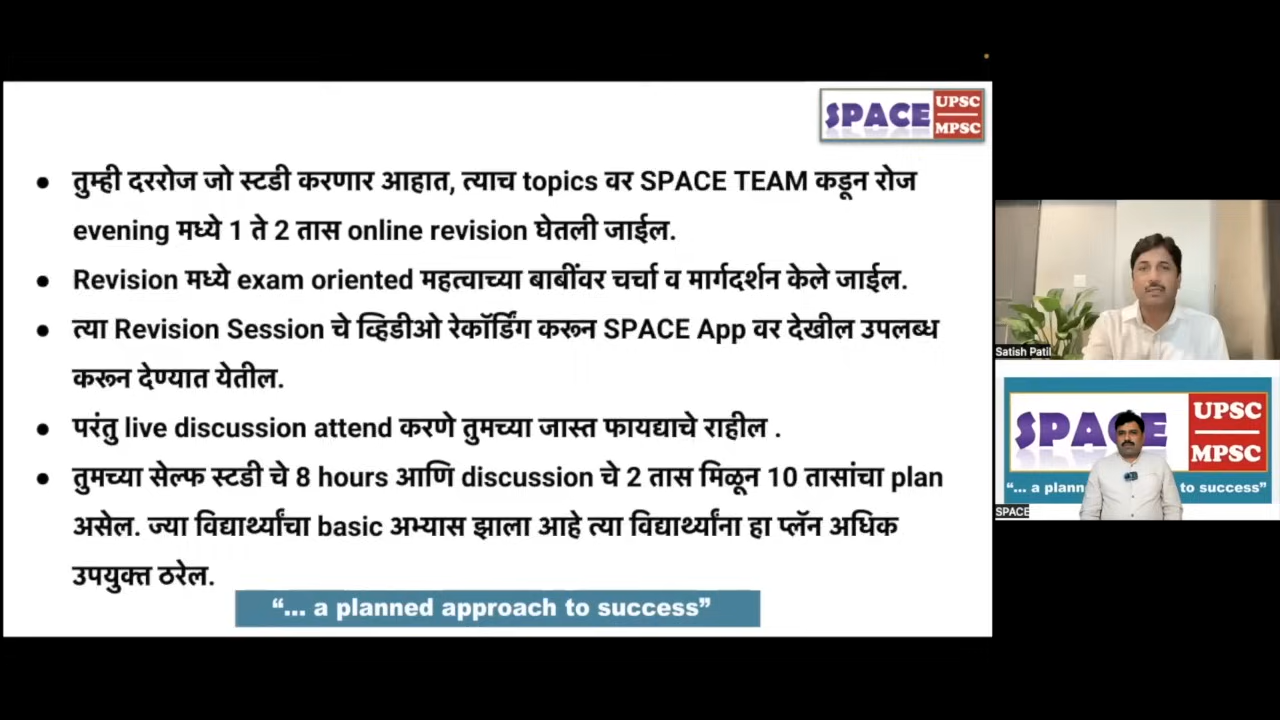 SPACE UPSC MPSC
• तुम्ही दररोज जो स्टडी करणार आहात, त्याच topics वर SPACE TEAM कडून रोज
evening मध्ये 1 ते 2 तास online revision घेतली जाईल.
• Revision मध्ये exam oriented महत्वाच्या बाबींवर चर्चा व मार्गदर्शन केले जाईल.
• त्या Revision Session चे व्हिडीओ रेकॉर्डिंग करून SPACE App वर देखील उपलब्ध
करून देण्यात येतील.
• परंतु live discussion attend करणे तुमच्या जास्त फायद्याचे राहील .
• तुमच्या सेल्फ स्टडी चे 8 hours आणि discussion चे 2 तास मिळून 10 तासांचा plan
असेल. ज्या विद्यार्थ्यांचा basic अभ्यास झाला आहे त्या विद्यार्थ्यांना हा प्लॅन अधिक
उपयुक्त ठरेल.
“... a planned approach to success”
Satish Patil
SPACE UPSC MPSC
“... a plann to success”
SPACE